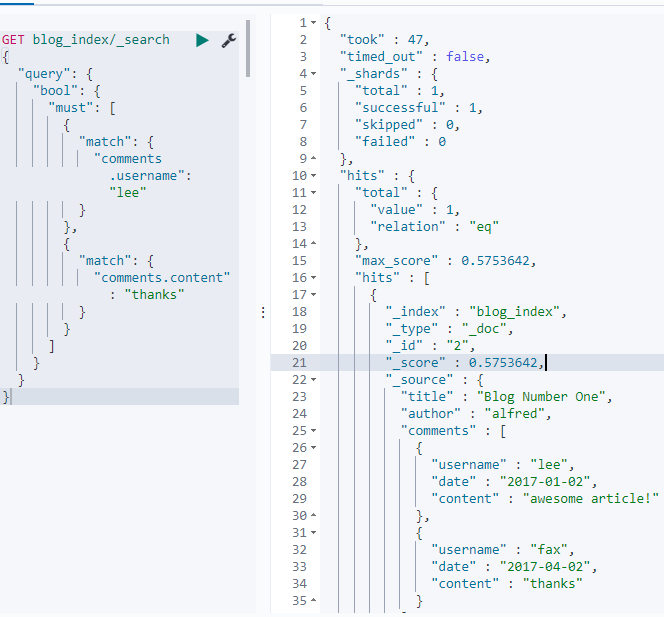 GET blog_index/_search
{
"query": {
"bool": {
"must": [
{
"match": {
"comments
.username":
"lee"
}
},
{
"match": {
"comments.content"
: "thanks"
}
}
]
}
}
}
1 {
2 "took" : 47,
3 "timed_out" : false,
4 "_shards" : {
5 "total" : 1,
6 "successful" : 1,
7 "skipped" : 0,
8 "failed" : 0
9 },
10 "hits" : {
11 "total" : {
12 "value" : 1,
13 "relation" : "eq"
14 },
15 "max_score" : 0.5753642,
16 "hits" : [
17 {
18 "_index" : "blog_index",
19 "_type" : "_doc",
20 "_id" : "2",
21 "_score" : 0.5753642,
22 "_source" : {
23 "title" : "Blog Number One",
24 "author" : "alfred",
25 "comments" : [
26 {
27 "username" : "lee",
28 "date" : "2017-01-02",
29 "content" : "awesome article!"
30 },
31 {
32 "username" : "fax",
33 "date" : "2017-04-02",
34 "content" : "thanks"
35 }